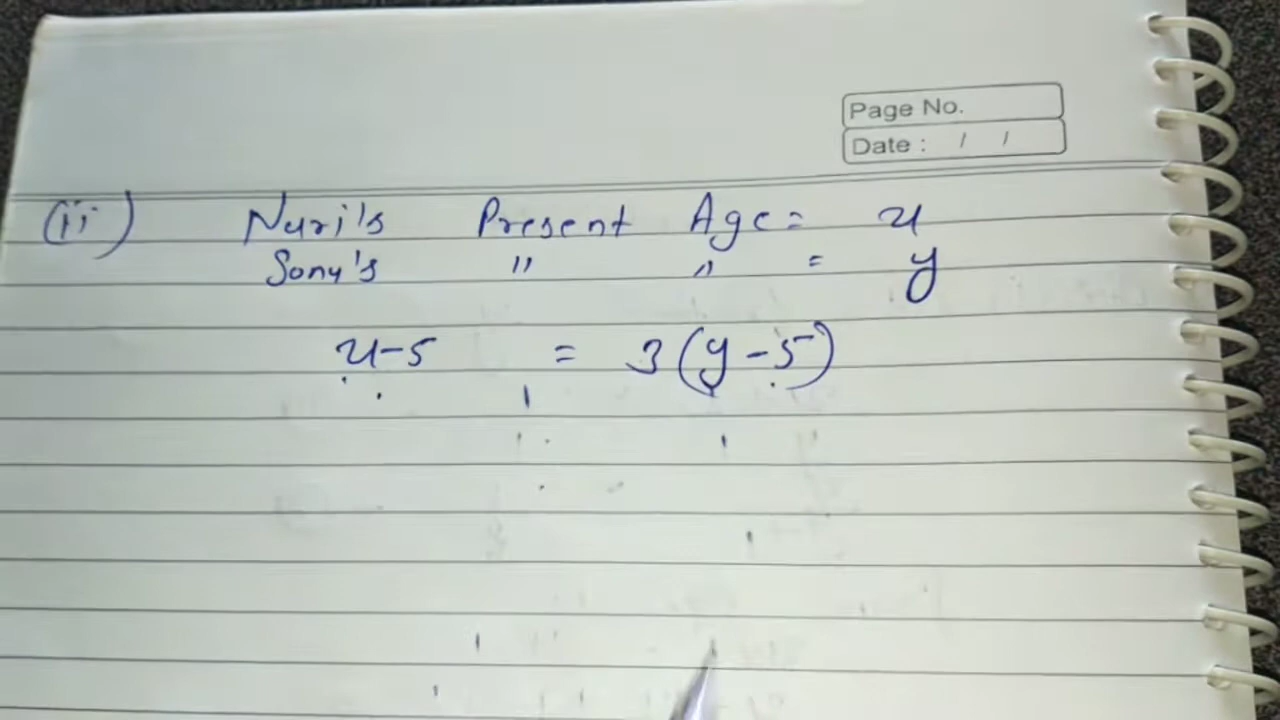 Page No.
Date : / /
(ii) Nuri's Present Age = x
Sony's " " = y
x-5 = 3(y-5)